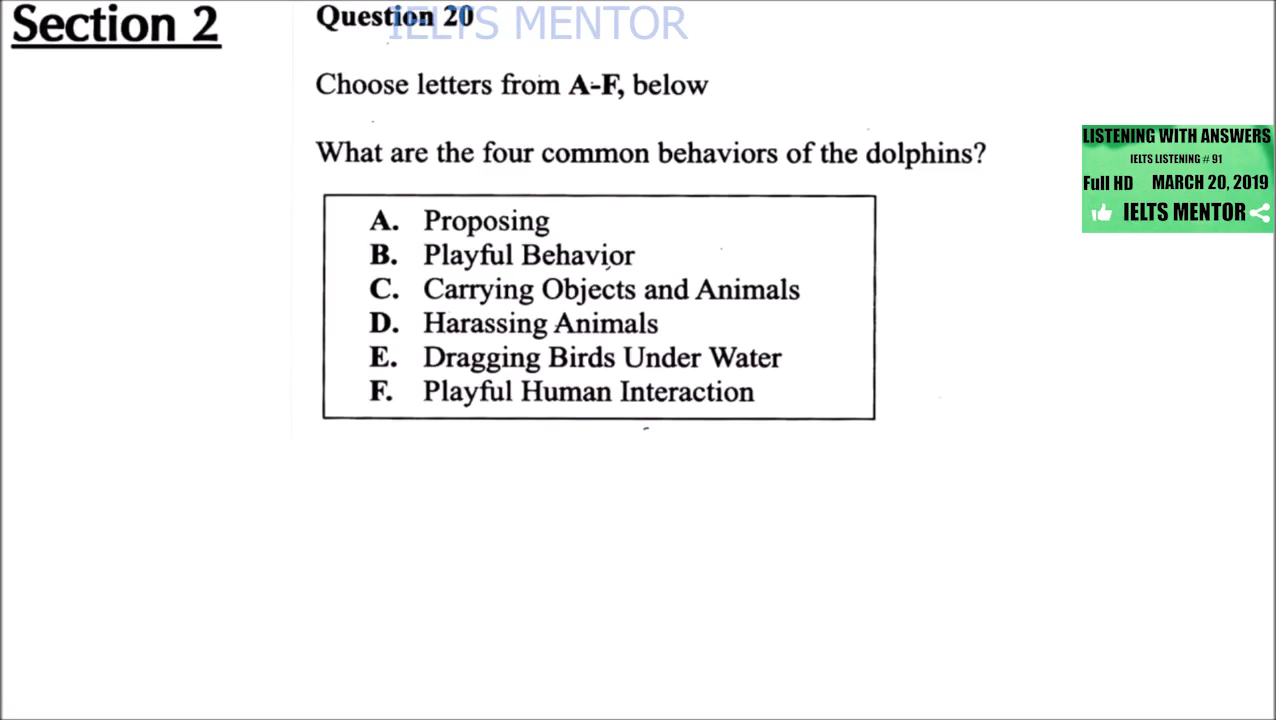 Section 2
Question 20
IELTS MENTOR
Choose letters from A-F, below
What are the four common behaviors of the dolphins?
A. Proposing
B. Playful Behavior
C. Carrying Objects and Animals
D. Harassing Animals
E. Dragging Birds Under Water
F. Playful Human Interaction
LISTENING WITH ANSWERS
IELTS LISTENING # 91
Full HD MARCH 20, 2019
IELTS MENTOR